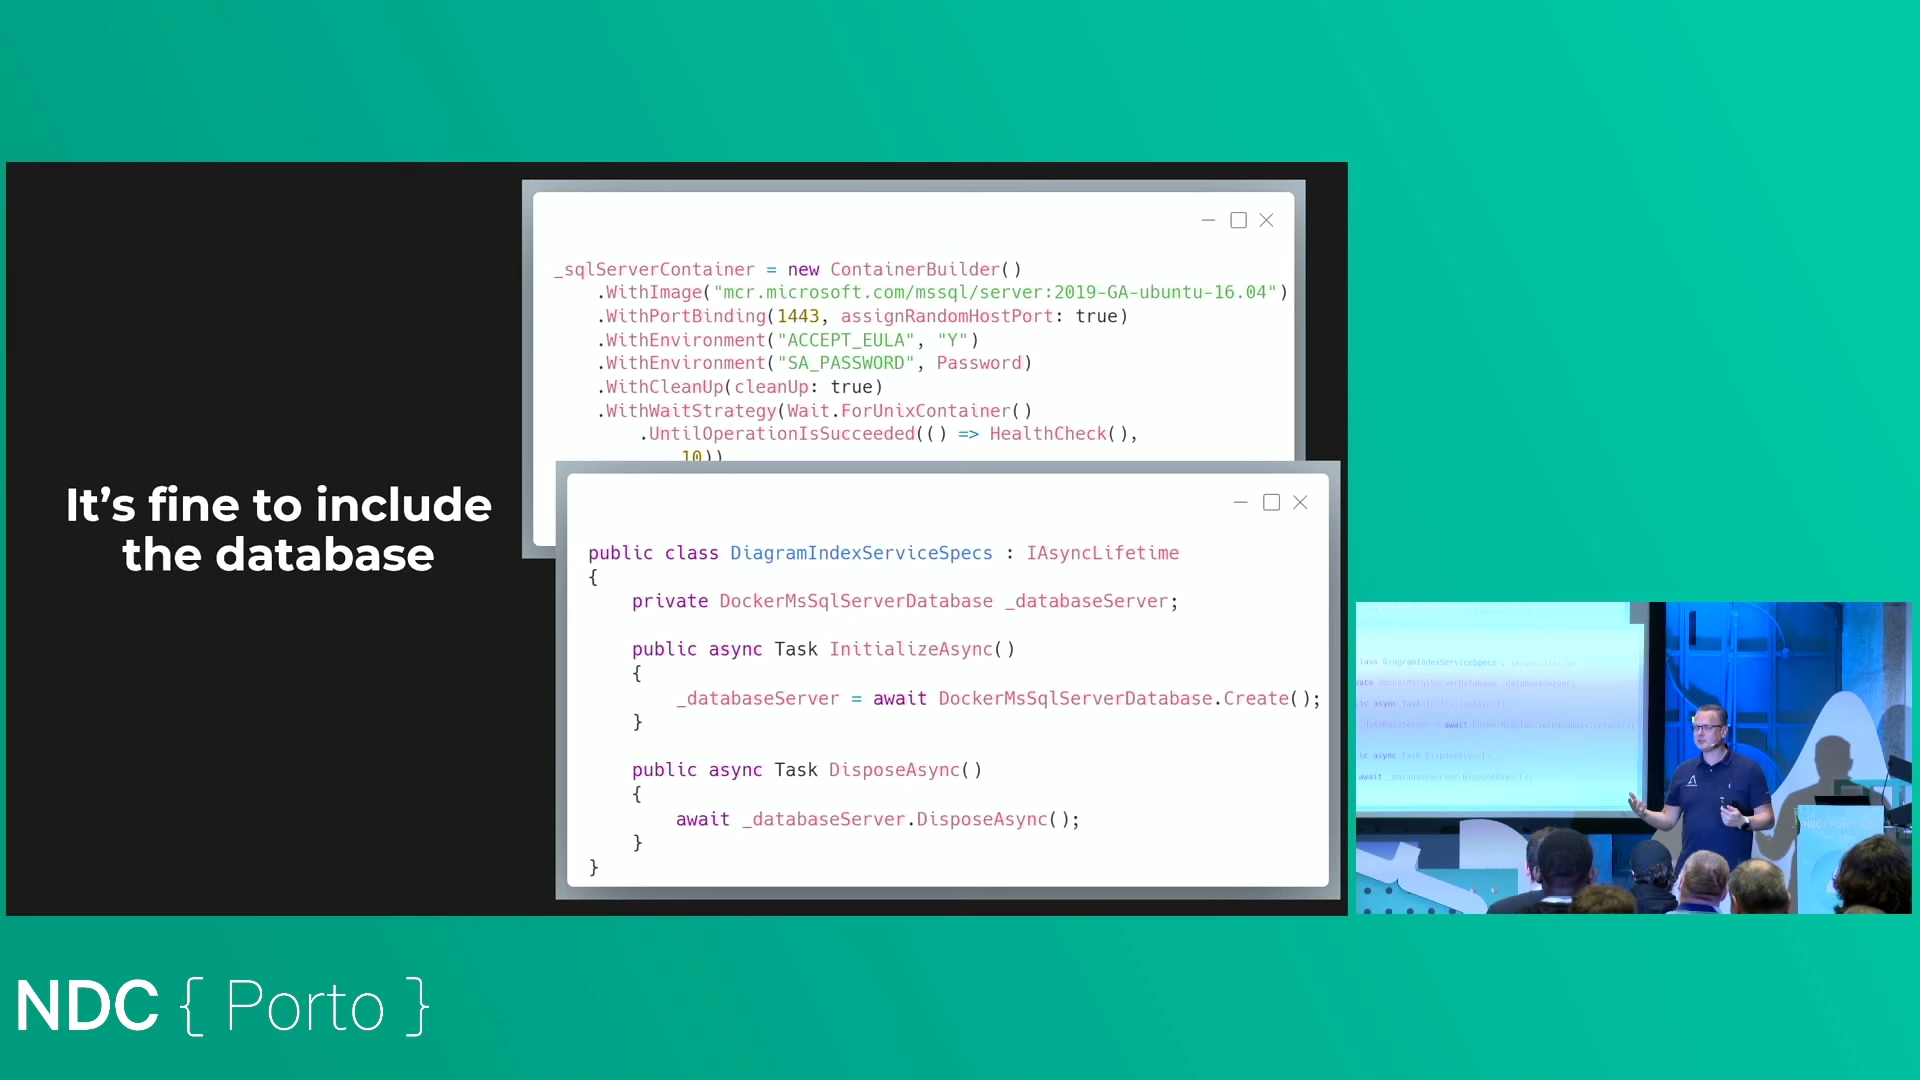 It’s fine to include
the database
_sqlServerContainer = new ContainerBuilder()
.WithImage("mcr.microsoft.com/mssql/server:2019-GA-ubuntu-16.04")
.WithPortBinding(1443, assignRandomHostPort: true)
.WithEnvironment("ACCEPT_EULA", "Y")
.WithEnvironment("SA_PASSWORD", Password)
.WithCleanUp(cleanUp: true)
.WithWaitStrategy(Wait.ForUnixContainer()
.UntilOperationIsSucceeded(() => HealthCheck(),
10))
public class DiagramIndexServiceSpecs : IAsyncLifetime
{
private DockerMsSqlServerDatabase _databaseServer;
public async Task InitializeAsync()
{
_databaseServer = await DockerMsSqlServerDatabase.Create();
}
public async Task DisposeAsync()
{
await _databaseServer.DisposeAsync();
}
}
NDC { Porto }